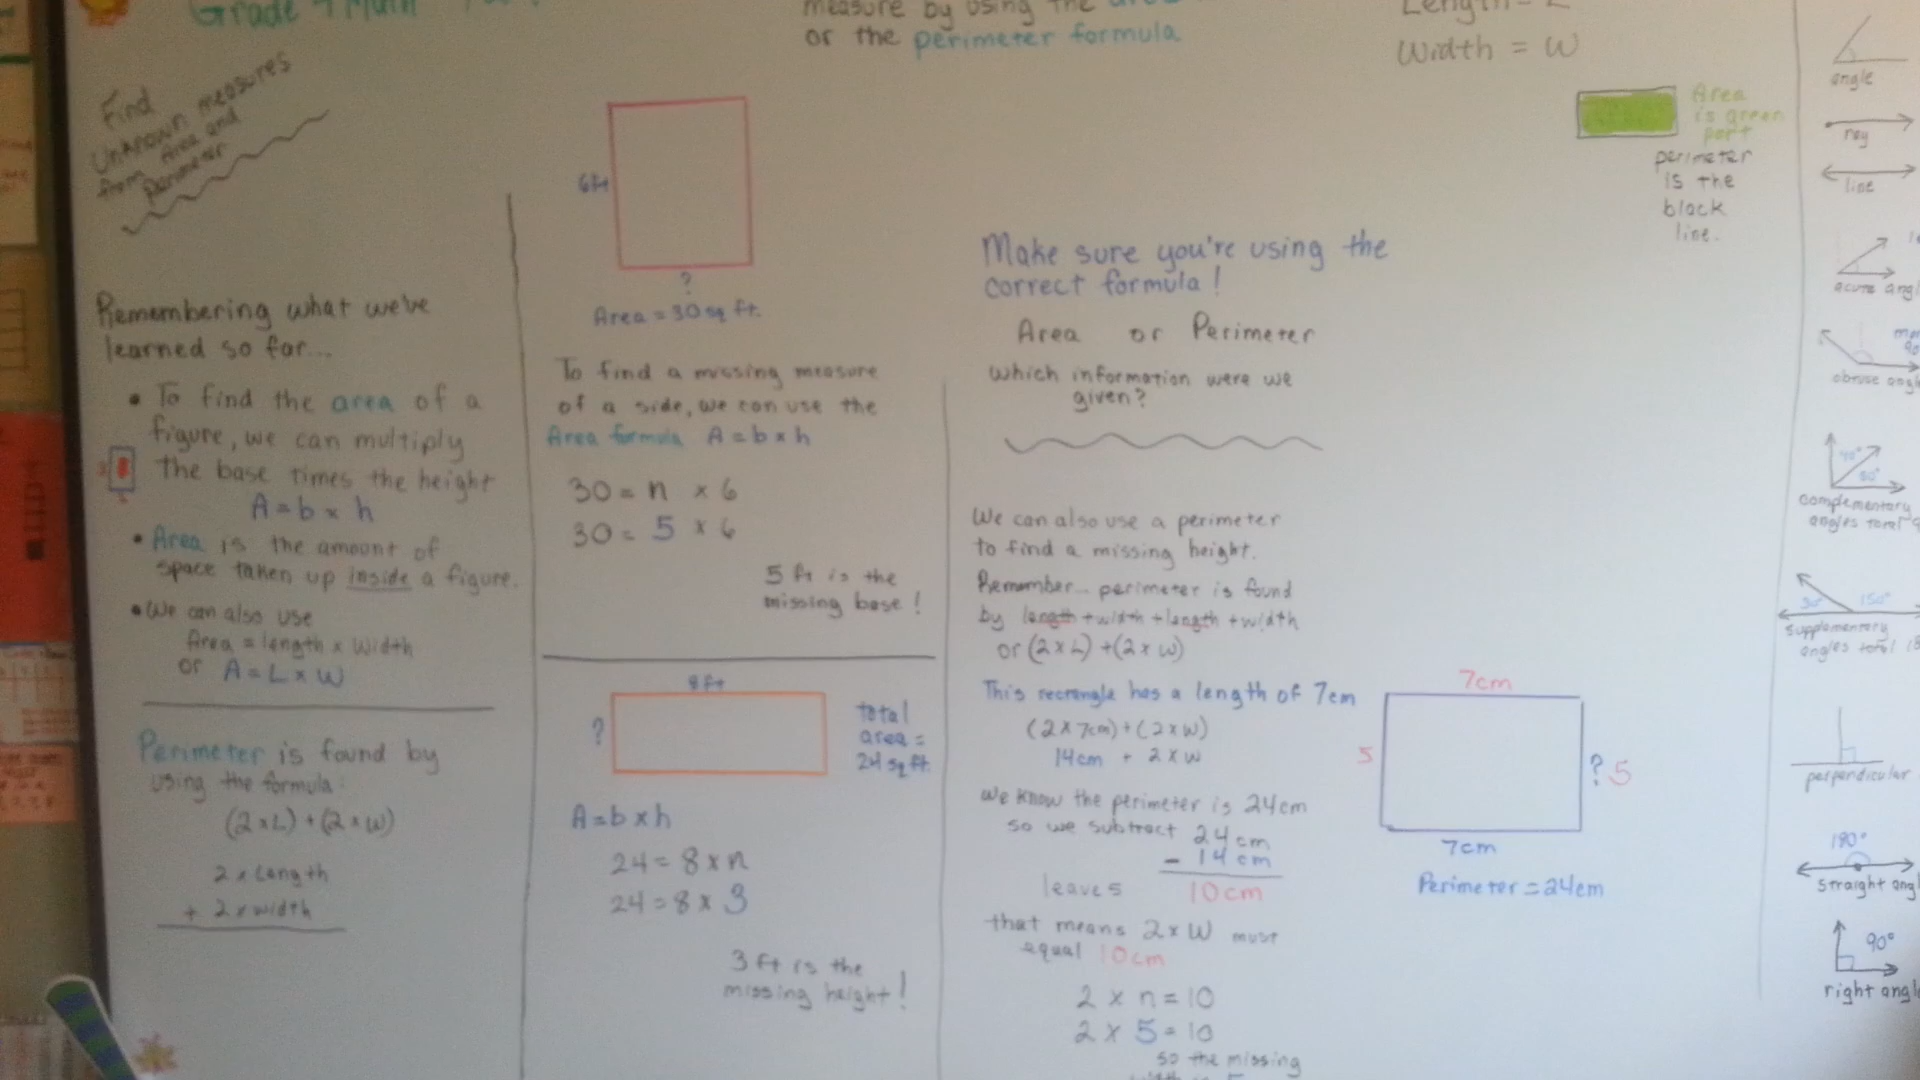 Grade 4 Math
Find
Unknown measures
from Area and
Perimeter
Remembering what we've
learned so far...
• To find the area of a
figure, we can multiply
the base times the height
A = b x h
• Area is the amount of
space taken up inside a figure.
• We can also use
Area = length x width
or A = L x W
Perimeter is found by
using the formula:
(2 x L) + (2 x W)
2 x Length
+ 2 x width
measure by using the
or the perimeter formula
6ft
?
Area = 30 sq ft.
To find a missing measure
of a side, we can use the
Area formula A = b x h
30 = n x 6
30 = 5 x 6
5 ft is the
missing base!
8ft
?
total
area =
24 sq ft.
A = b x h
24 = 8 x n
24 = 8 x 3
3 ft is the
missing height!
Length = L
Width = W
Area
is green
part
perimeter
is the
black
line.
Make sure you're using the
correct formula!
Area or Perimeter
Which information were we
given?
We can also use a perimeter
to find a missing height.
Remember... perimeter is found
by length + width + length + width
or (2 x L) + (2 x W)
This rectangle has a length of 7cm
(2 x 7cm) + (2 x W)
14cm + 2 x W
We know the perimeter is 24cm
so we subtract 24cm
- 14cm
leaves 10cm
that means 2 x W must
equal 10cm
2 x n = 10
2 x 5 = 10
so the missing
7cm
5
? 5
7cm
Perimeter = 24cm
angle
ray
line
acute
obtuse
complementary
angles total
30° 150°
supplementary
angles total
perpendicular
180°
straight
90°
right